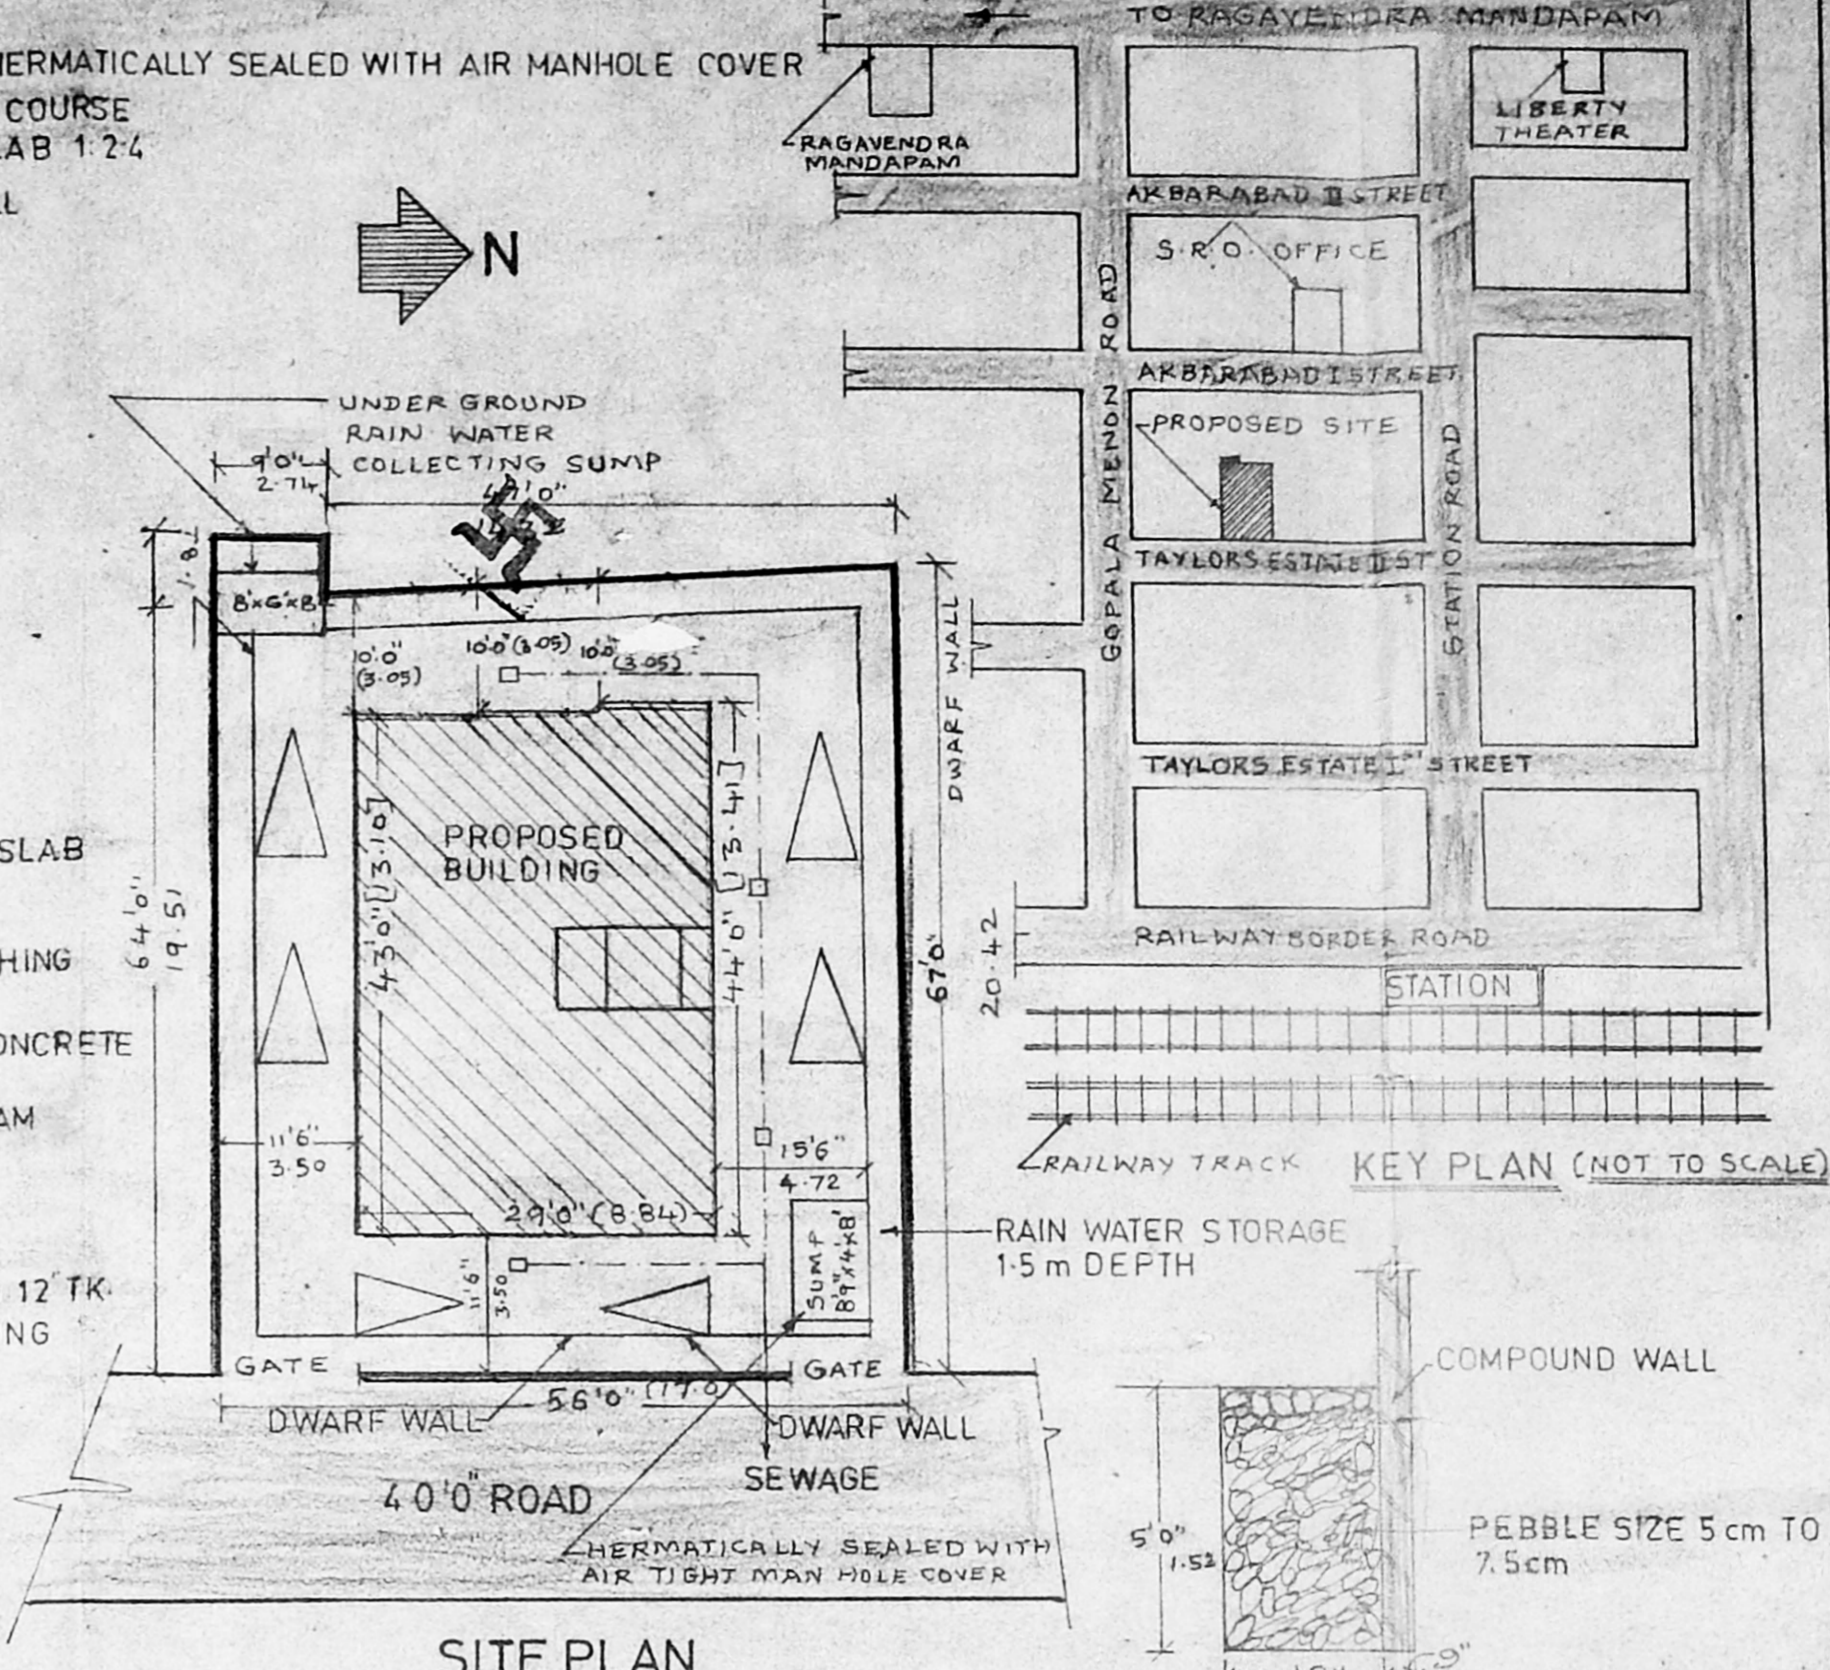 HERMATICALLY SEALED WITH AIR MANHOLE COVER
COURSE
LAB 1:2:4
N
UNDER GROUND
RAIN WATER
COLLECTING SUMP
9'0"
2.74
8'x6'x8'
10'0"
(3.05)
10'0"(3.05)
10'0"
(3.05)
DWARF WALL
PROPOSED
BUILDING
43'0"[13.10]
44'0" [13.41]
64'0"
19.51
67'0"
20.42
SLAB
HING
ONCRETE
AM
12" TK.
NG
11'6"
3.50
15'6"
4.72
29'0"(8.84)
11'6"
3.50
SUMP
8'9"x4'x8'
RAIN WATER STORAGE
1.5 m DEPTH
GATE
GATE
56'0"
DWARF WALL
DWARF WALL
SEWAGE
40'0" ROAD
HERMATICALLY SEALED WITH
AIR TIGHT MAN HOLE COVER
SITE PLAN
TO RAGAVENDRA MANDAPAM
RAGAVENDRA
MANDAPAM
LIBERTY
THEATER
AKBARABAD II STREET
S.R.O. OFFICE
AKBARABAD I STREET
PROPOSED SITE
GOPALA MENON ROAD
STATION ROAD
TAYLORS ESTATE II ST
TAYLORS ESTATE Ist STREET
RAILWAY BORDER ROAD
STATION
RAILWAY TRACK
KEY PLAN (NOT TO SCALE)
COMPOUND WALL
5'0"
1.52
PEBBLE SIZE 5 cm TO
7.5cm
9"